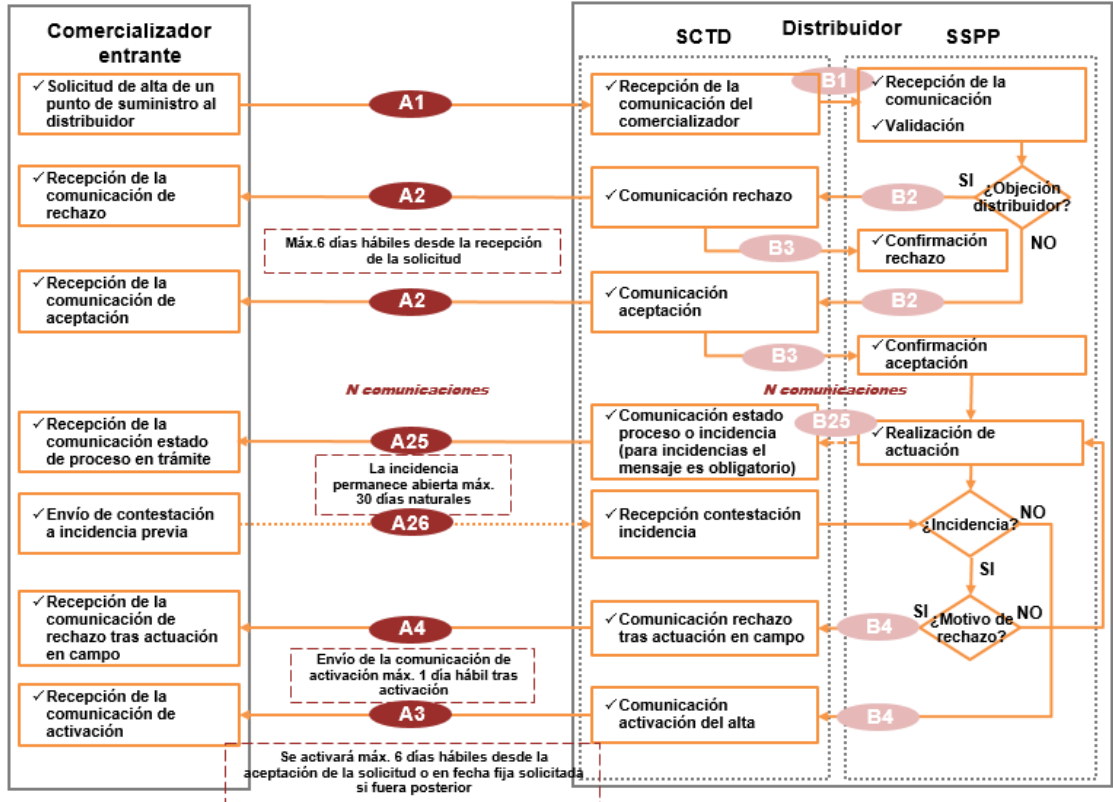 Comercializador
entrante
Distribuidor
SCTD
SSPP
✓ Solicitud de alta de un
punto de suministro al
distribuidor
A1
✓ Recepción de la
comunicación del
comercializador
B1
✓ Recepción de la
comunicación
✓ Validación
✓ Recepción de la
comunicación de
rechazo
A2
✓ Comunicación rechazo
B2
SI
¿Objeción
distribuidor?
NO
Máx.6 días hábiles desde la recepción
de la solicitud
B3
✓ Confirmación
rechazo
✓ Recepción de la
comunicación de
aceptación
A2
✓ Comunicación
aceptación
B2
B3
✓ Confirmación
aceptación
N comunicaciones
N comunicaciones
✓ Recepción de la
comunicación estado
de proceso en trámite
A25
✓ Comunicación estado
proceso o incidencia
(para incidencias el
mensaje es obligatorio)
B25
✓ Realización de
actuación
La incidencia
permanece abierta máx.
30 días naturales
✓ Envío de contestación
a incidencia previa
A26
✓ Recepción contestación
incidencia
¿Incidencia?
NO
SI
✓ Recepción de la
comunicación de
rechazo tras actuación
en campo
A4
✓ Comunicación rechazo
tras actuación en campo
B4
SI
¿Motivo de
rechazo?
NO
Envío de la comunicación de
activación máx. 1 día hábil tras
activación
✓ Recepción de la
comunicación de
activación
A3
✓ Comunicación
activación del alta
B4
Se activará máx. 6 días hábiles desde la
aceptación de la solicitud o en fecha fija solicitada
si fuera posterior